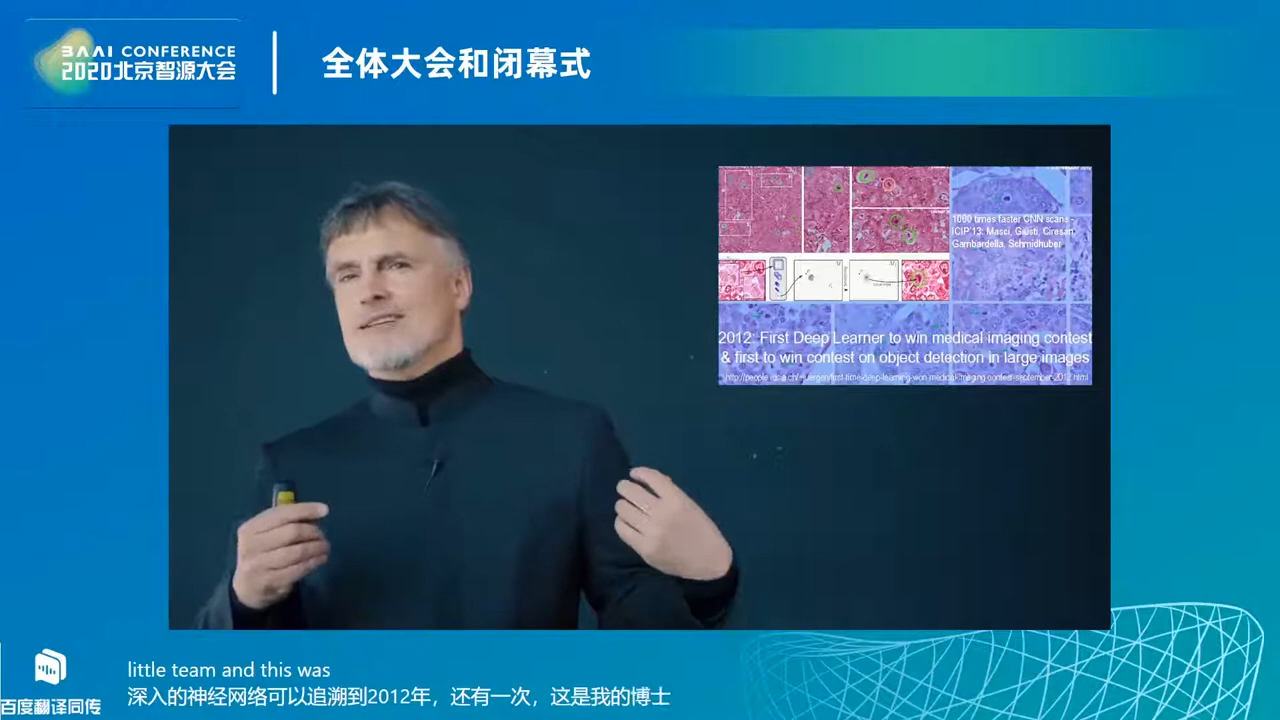 BAAI CONFERENCE
2020北京智源大会
全体大会和闭幕式
1000 times faster CNN scans -
ICIP'13: Masci, Giusti, Ciresan,
Gambardella, Schmidhuber
2012: First Deep Learner to win medical imaging contest
& first to win contest on object detection in large images
little team and this was
深入的神经网络可以追溯到2012年，还有一次，这是我的博士
百度翻译同传